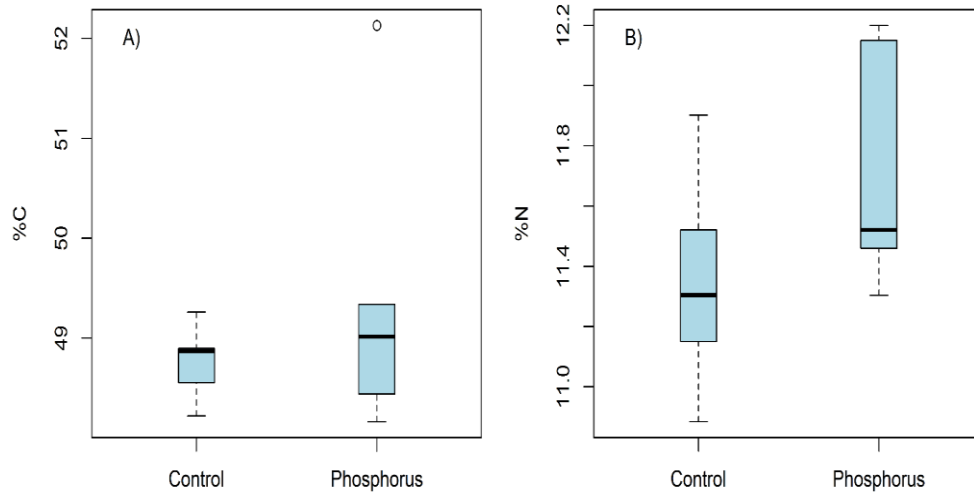 A)
%C
52
51
50
49
Control
Phosphorus
B)
%N
12.2
11.8
11.4
11.0
Control
Phosphorus